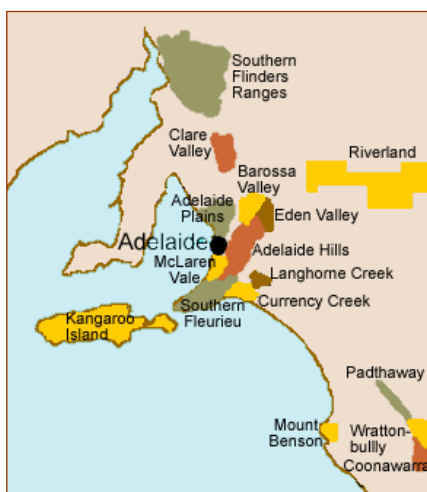 Southern
Flinders
Ranges
Clare
Valley
Riverland
Barossa
Valley
Adelaide
Plains
Eden Valley
Adelaide
Adelaide Hills
McLaren
Vale
Langhorne Creek
Currency Creek
Southern
Fleurieu
Kangaroo
Island
Padthaway
Mount
Benson
Wratton-
bullly
Coonawarra